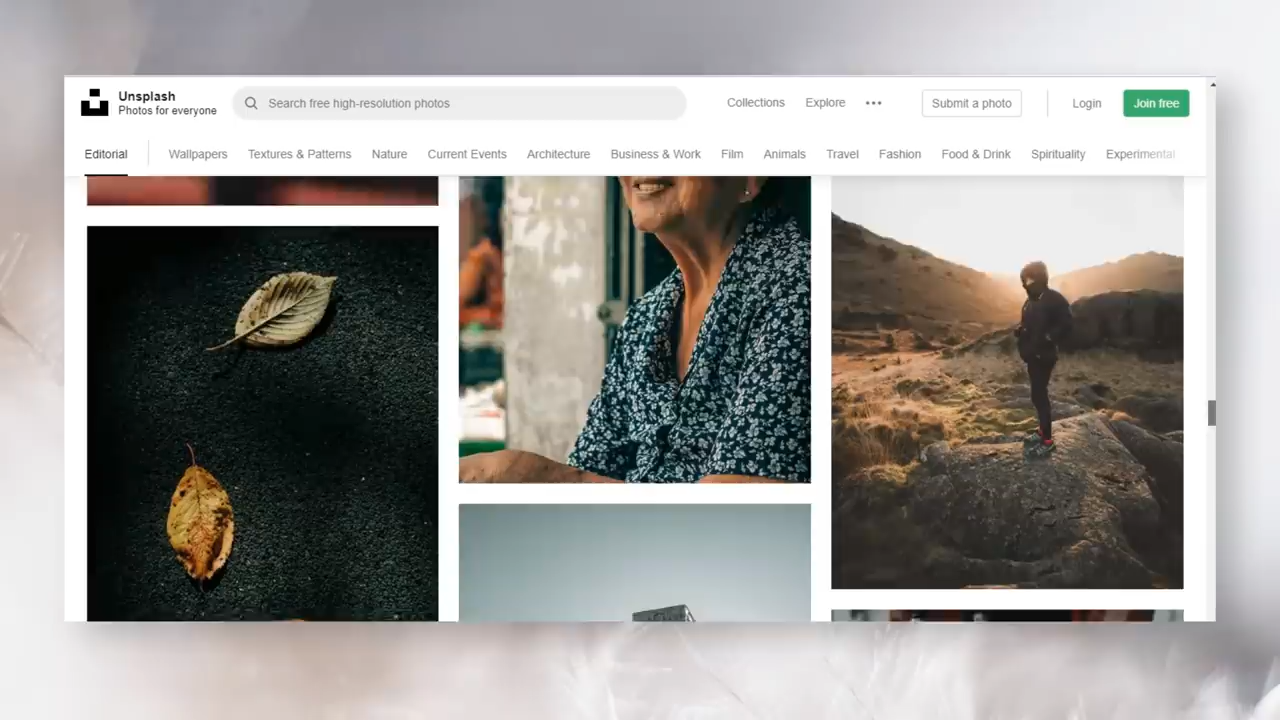 Unsplash
Photos for everyone
Search free high-resolution photos
Collections Explore ••• Submit a photo Login Join free
Editorial Wallpapers Textures & Patterns Nature Current Events Architecture Business & Work Film Animals Travel Fashion Food & Drink Spirituality Experimental